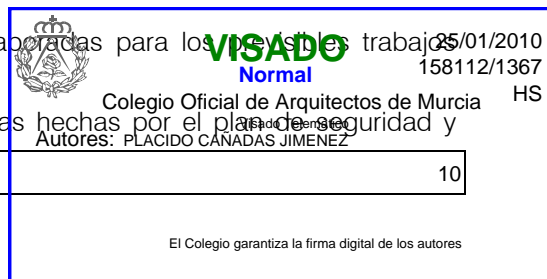 aboradas para los previsibles trabajos
VISADO
25/01/2010
Normal
158112/1367
HS
Colegio Oficial de Arquitectos de Murcia
as hechas por el plan de seguridad y
Visado Telemático
Autores: PLACIDO CAÑADAS JIMENEZ
10
El Colegio garantiza la firma digital de los autores